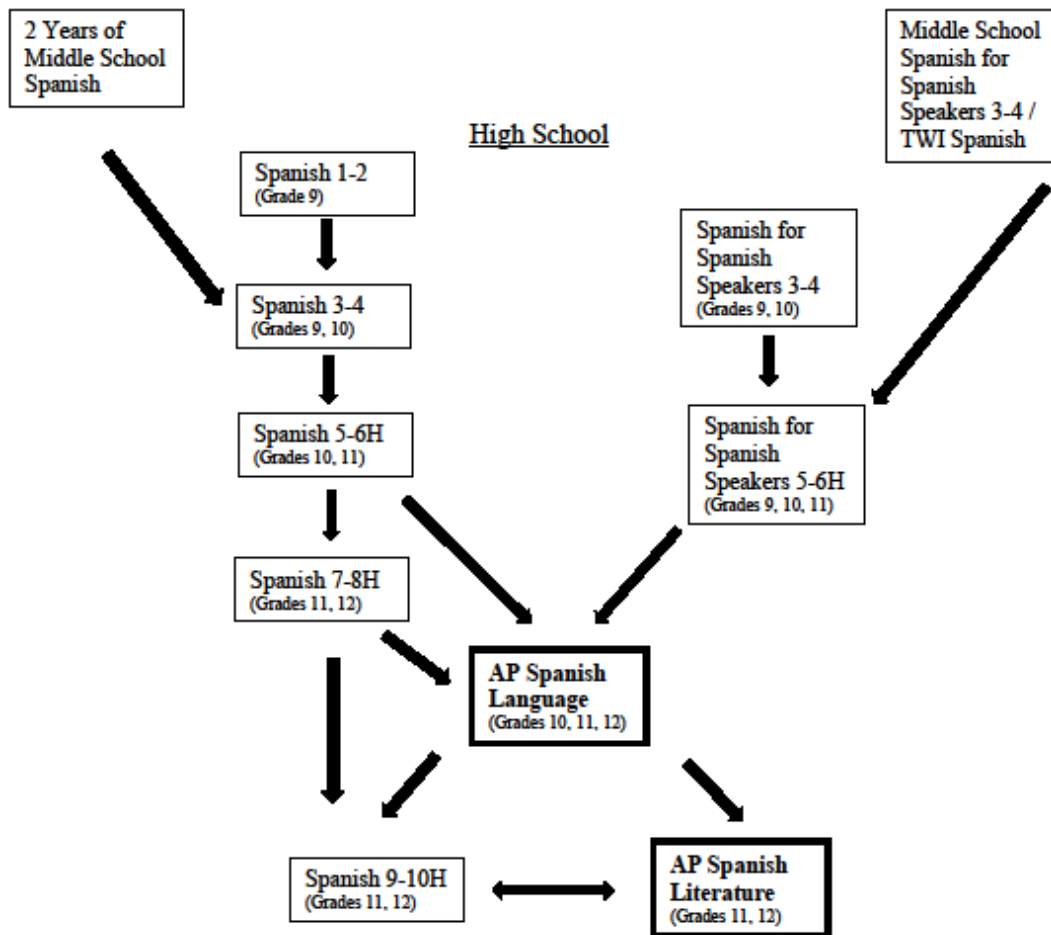 2 Years of
Middle School
Spanish
Middle School
Spanish for
Spanish
Speakers 3-4 /
TWI Spanish
High School
Spanish 1-2
(Grade 9)
Spanish for
Spanish
Speakers 3-4
(Grades 9, 10)
Spanish 3-4
(Grades 9, 10)
Spanish 5-6H
(Grades 10, 11)
Spanish for
Spanish
Speakers 5-6H
(Grades 9, 10, 11)
Spanish 7-8H
(Grades 11, 12)
AP Spanish
Language
(Grades 10, 11, 12)
Spanish 9-10H
(Grades 11, 12)
AP Spanish
Literature
(Grades 11, 12)